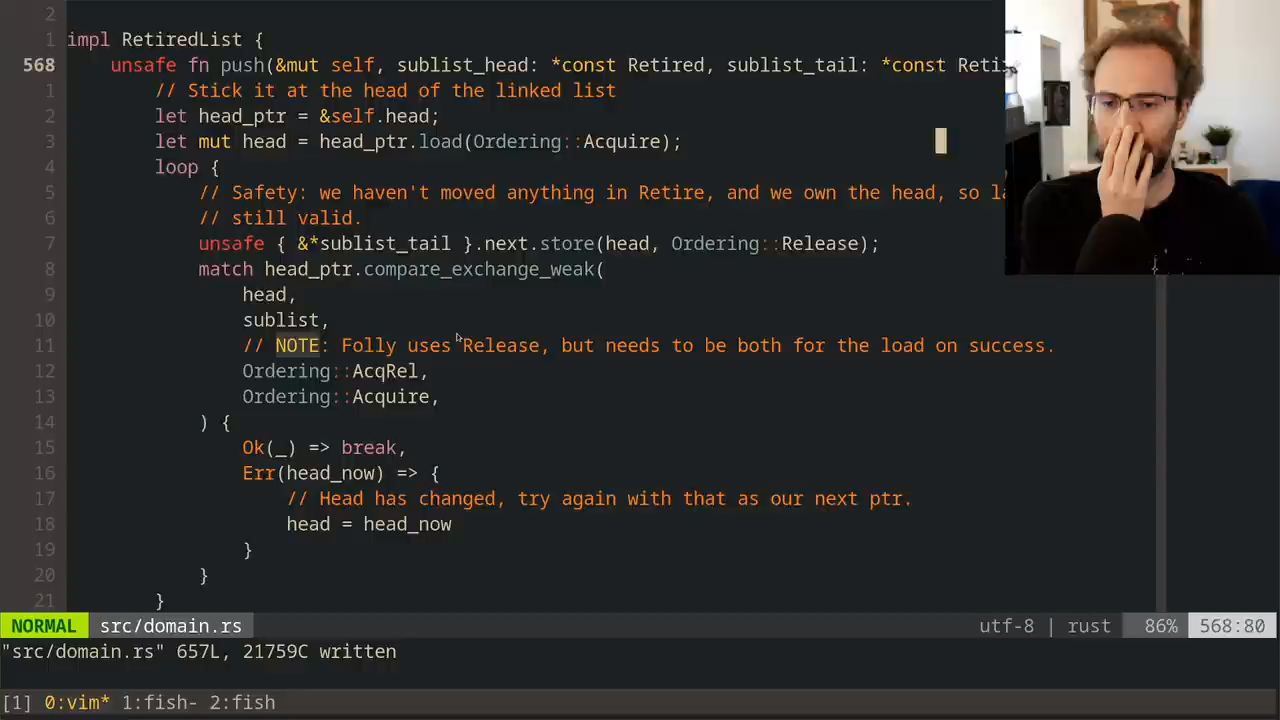 2
1 impl RetiredList {
568 unsafe fn push(&mut self, sublist_head: *const Retired, sublist_tail: *const
1 // Stick it at the head of the linked list
2 let head_ptr = &self.head;
3 let mut head = head_ptr.load(Ordering::Acquire);
4 loop {
5 // Safety: we haven't moved anything in Retire, and we own the head, so
6 // still valid.
7 unsafe { &*sublist_tail }.next.store(head, Ordering::Release);
8 match head_ptr.compare_exchange_weak(
9 head,
10 sublist,
11 // NOTE: Folly uses Release, but needs to be both for the load on success.
12 Ordering::AcqRel,
13 Ordering::Acquire,
14 ) {
15 Ok(_) => break,
16 Err(head_now) => {
17 // Head has changed, try again with that as our next ptr.
18 head = head_now
19 }
20 }
21 }
NORMAL src/domain.rs utf-8 | rust 86% 568:80
"src/domain.rs" 657L, 21759C written
[1] 0:vim* 1:fish- 2:fish